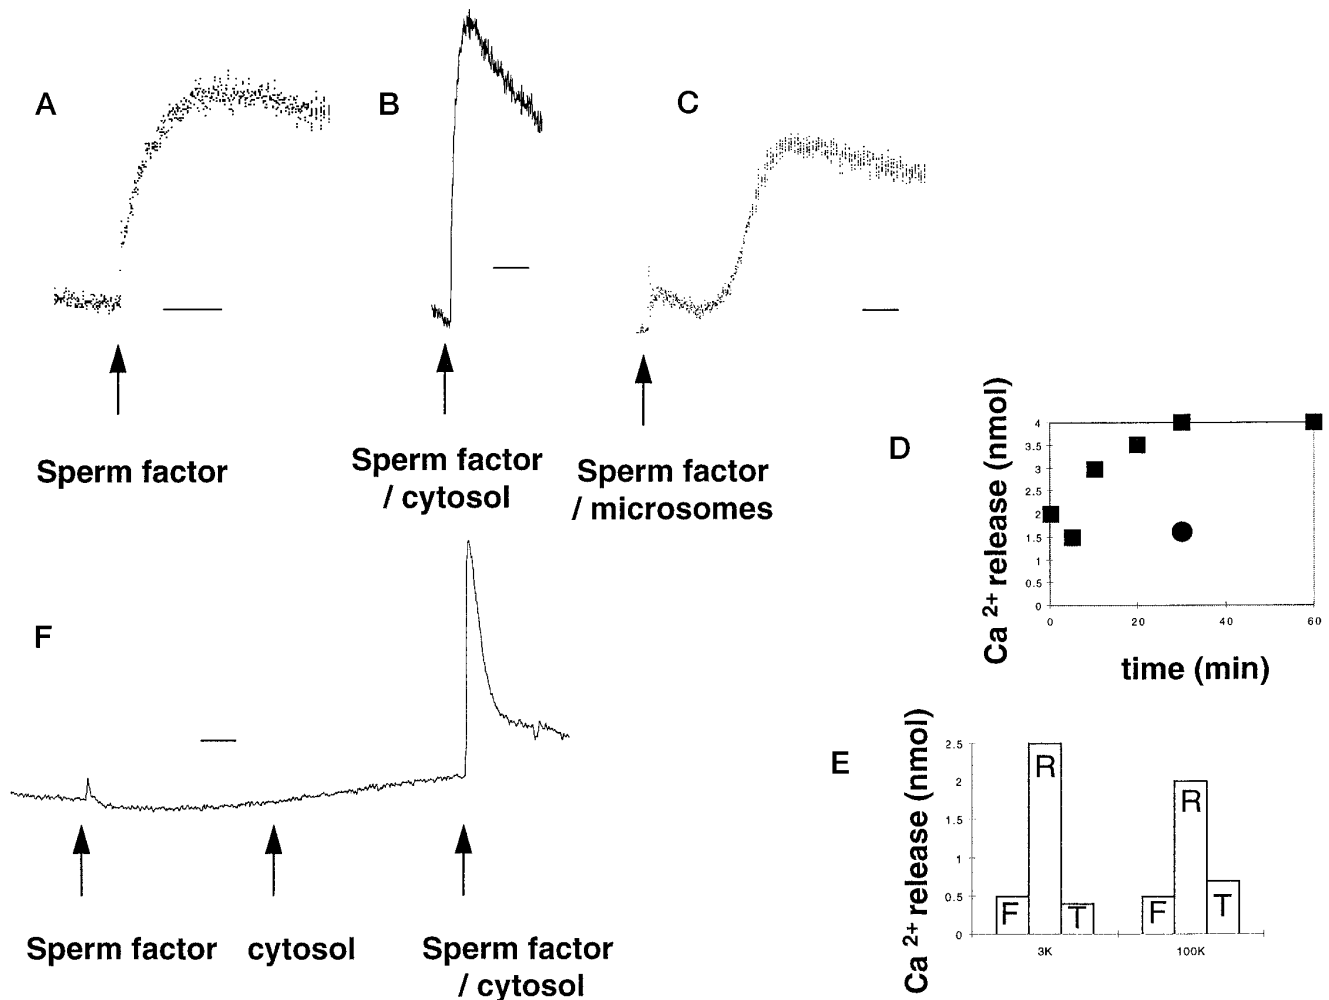 A
B
C
Sperm factor
Sperm factor
/ cytosol
Sperm factor
/ microsomes
D
Ca 2+ release (nmol)
4
3.5
3
2.5
2
1.5
1
0.5
0
0 20 40 60
time (min)
F
Sperm factor
cytosol
Sperm factor
/ cytosol
E
Ca 2+ release (nmol)
2.5
2
1.5
1
0.5
0
F R T
F R T
3K 100K